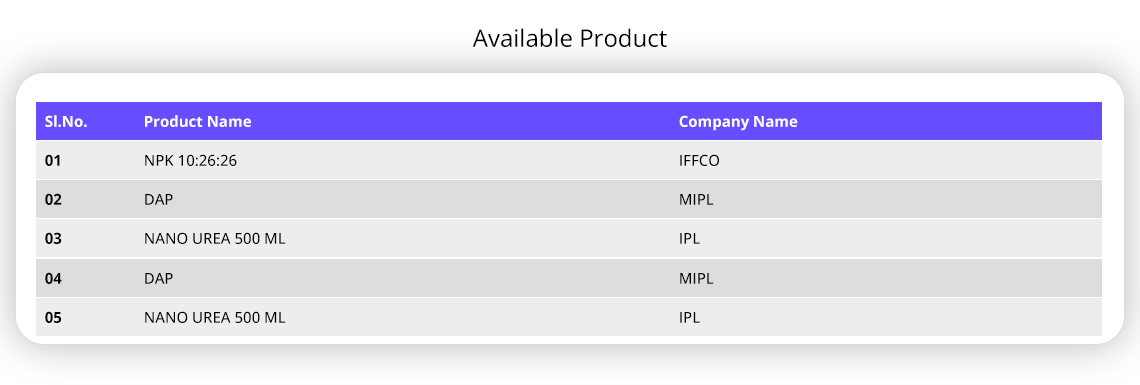 Available Product
Sl.No. Product Name Company Name
01 NPK 10:26:26 IFFCO
02 DAP MIPL
03 NANO UREA 500 ML IPL
04 DAP MIPL
05 NANO UREA 500 ML IPL